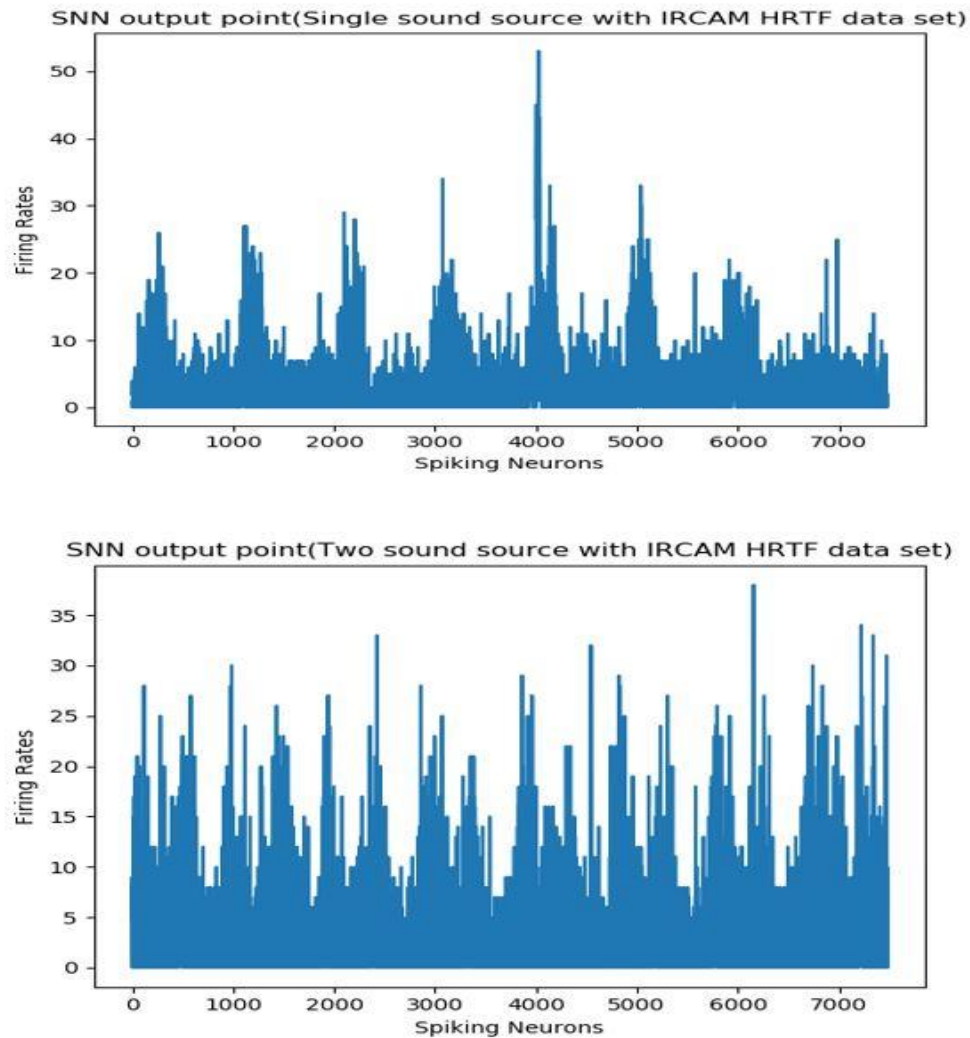 SNN output point(Single sound source with IRCAM HRTF data set)
50
40
30
20
10
0
Firing Rates
0 1000 2000 3000 4000 5000 6000 7000
Spiking Neurons
SNN output point(Two sound source with IRCAM HRTF data set)
35
30
25
20
15
10
5
0
Firing Rates
0 1000 2000 3000 4000 5000 6000 7000
Spiking Neurons